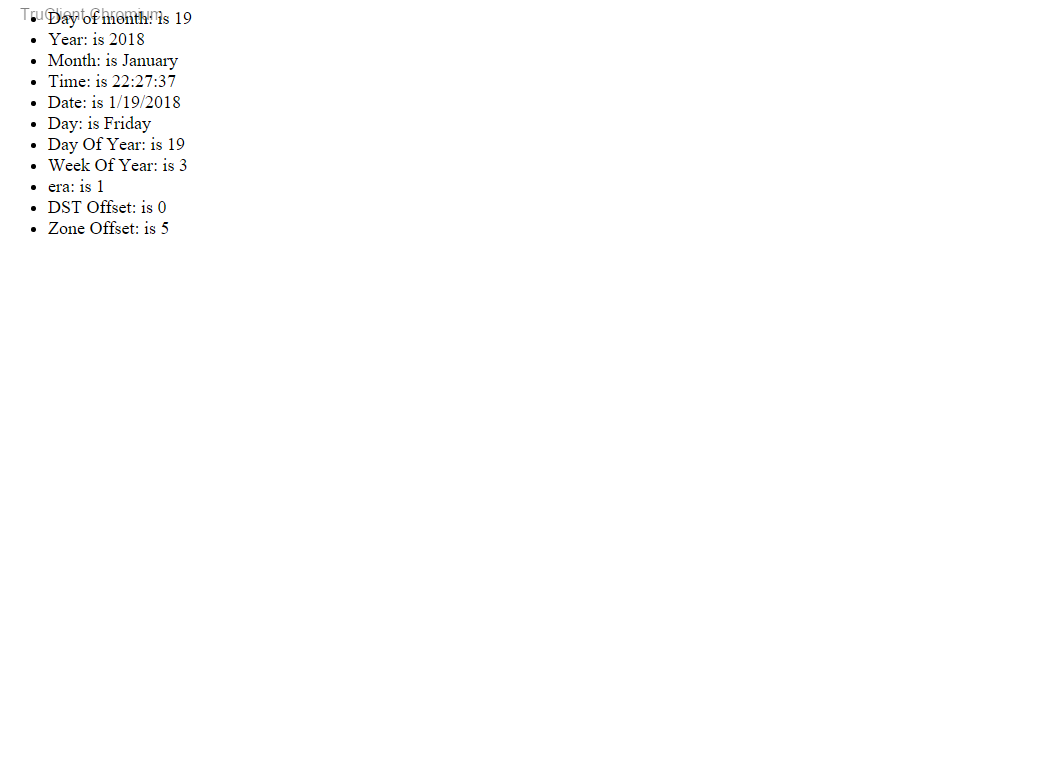 TruClient Chromium
Day of month: is 19
Year: is 2018
Month: is January
Time: is 22:27:37
Date: is 1/19/2018
Day: is Friday
Day Of Year: is 19
Week Of Year: is 3
era: is 1
DST Offset: is 0
Zone Offset: is 5